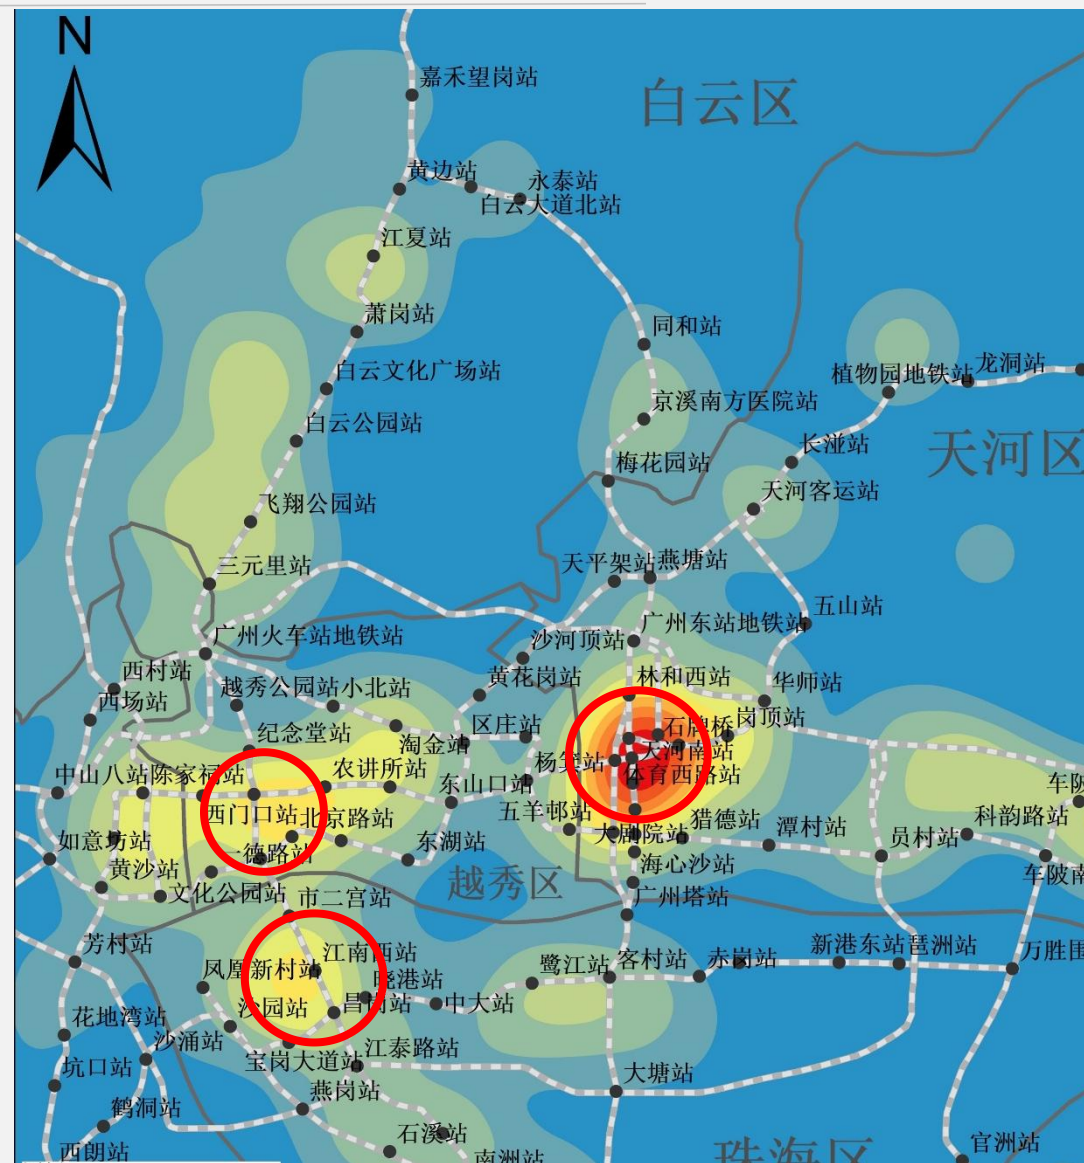 N
嘉禾望岗站
白云区
黄边站
永泰站
白云大道北站
江夏站
萧岗站
同和站
白云文化广场站
植物园地铁站
龙洞站
京溪南方医院站
白云公园站
天河区
长湴站
梅花园站
天河客运站
飞翔公园站
三元里站
天平架站
燕塘站
五山站
广州火车站地铁站
沙河顶站
广州东站地铁站
西村站
黄花岗站
林和西站
华师站
西场站
越秀公园站
小北站
区庄站
石牌桥
岗顶站
纪念堂站
淘金站
杨箕站
天河南站
中山八站
陈家祠站
农讲所站
东山口站
体育西路站
车陂
西门口站
北京路站
五羊邨站
大剧院站
猎德站
潭村站
员村站
科韵路站
如意坊站
一德路站
东湖站
海心沙站
车陂南
黄沙站
文化公园站
市二宫站
越秀区
广州塔站
芳村站
凤凰新村站
江南西站
鹭江站
客村站
赤岗站
新港东站
琶洲站
万胜围
晓港站
花地湾站
沙园站
昌岗站
中大站
沙涌站
宝岗大道站
江泰路站
坑口站
大塘站
鹤洞站
燕岗站
石溪站
西朗站
南洲站
珠海区
官洲站